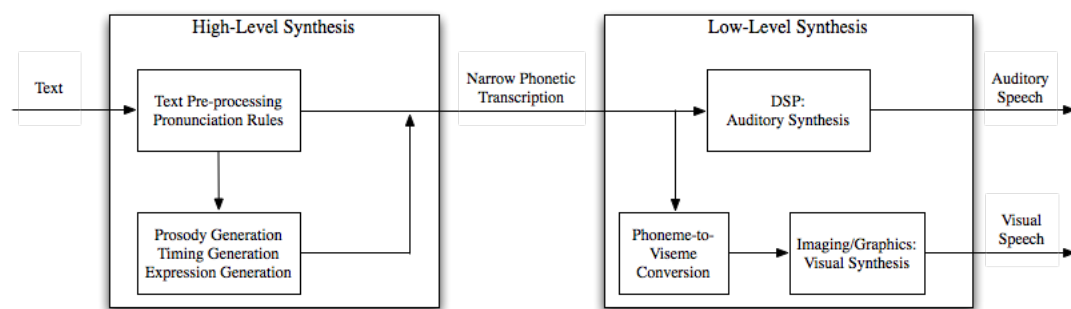 High-Level Synthesis
Low-Level Synthesis
Text
Text Pre-processing
Pronunciation Rules
Prosody Generation
Timing Generation
Expression Generation
Narrow Phonetic
Transcription
DSP:
Auditory Synthesis
Phoneme-to-
Viseme
Conversion
Imaging/Graphics:
Visual Synthesis
Auditory
Speech
Visual
Speech